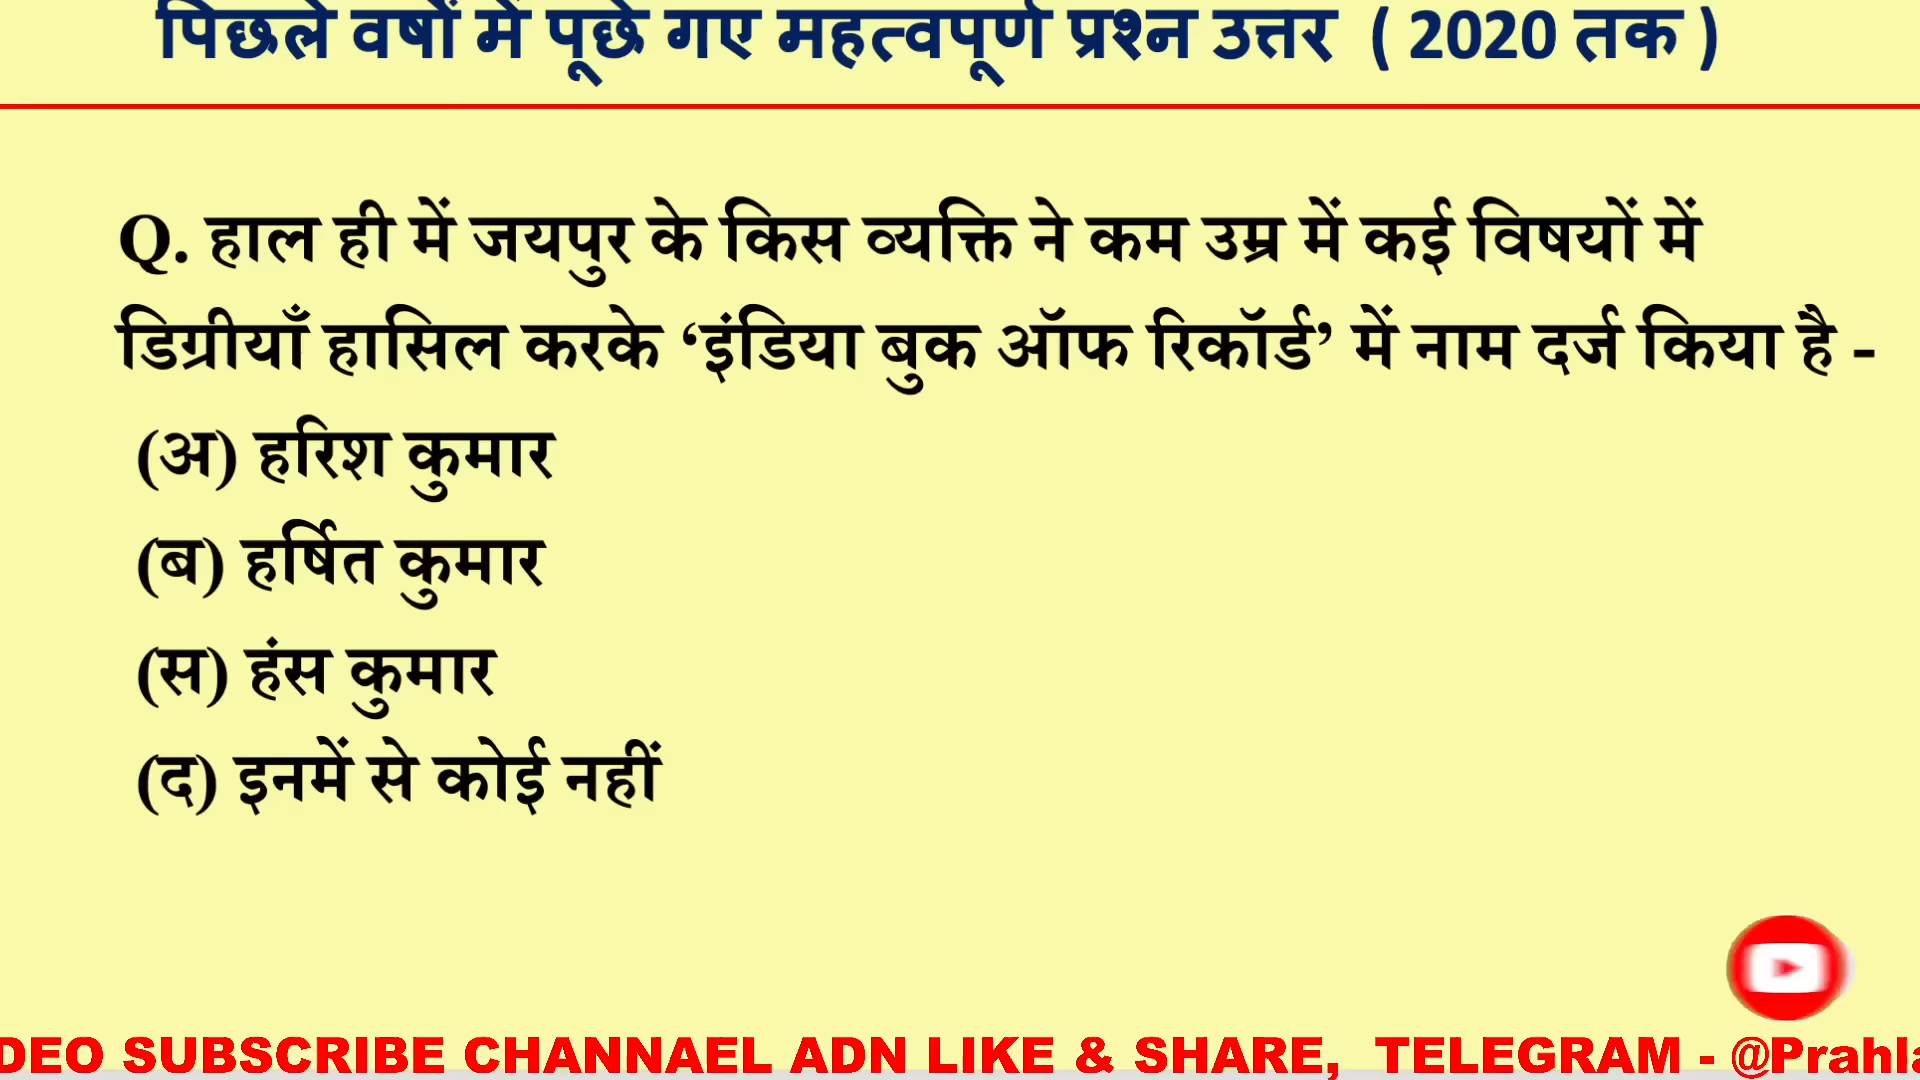 पिछले वर्षों में पूछे गए महत्वपूर्ण प्रश्न उत्तर ( 2020 तक )
Q. हाल ही में जयपुर के किस व्यक्ति ने कम उम्र में कई विषयों में
डिग्रीयाँ हासिल करके ‘इंडिया बुक ऑफ रिकॉर्ड’ में नाम दर्ज किया है -
(अ) हरिश कुमार
(ब) हर्षित कुमार
(स) हंस कुमार
(द) इनमें से कोई नहीं
DEO SUBSCRIBE CHANNAEL ADN LIKE & SHARE, TELEGRAM - @Prahla